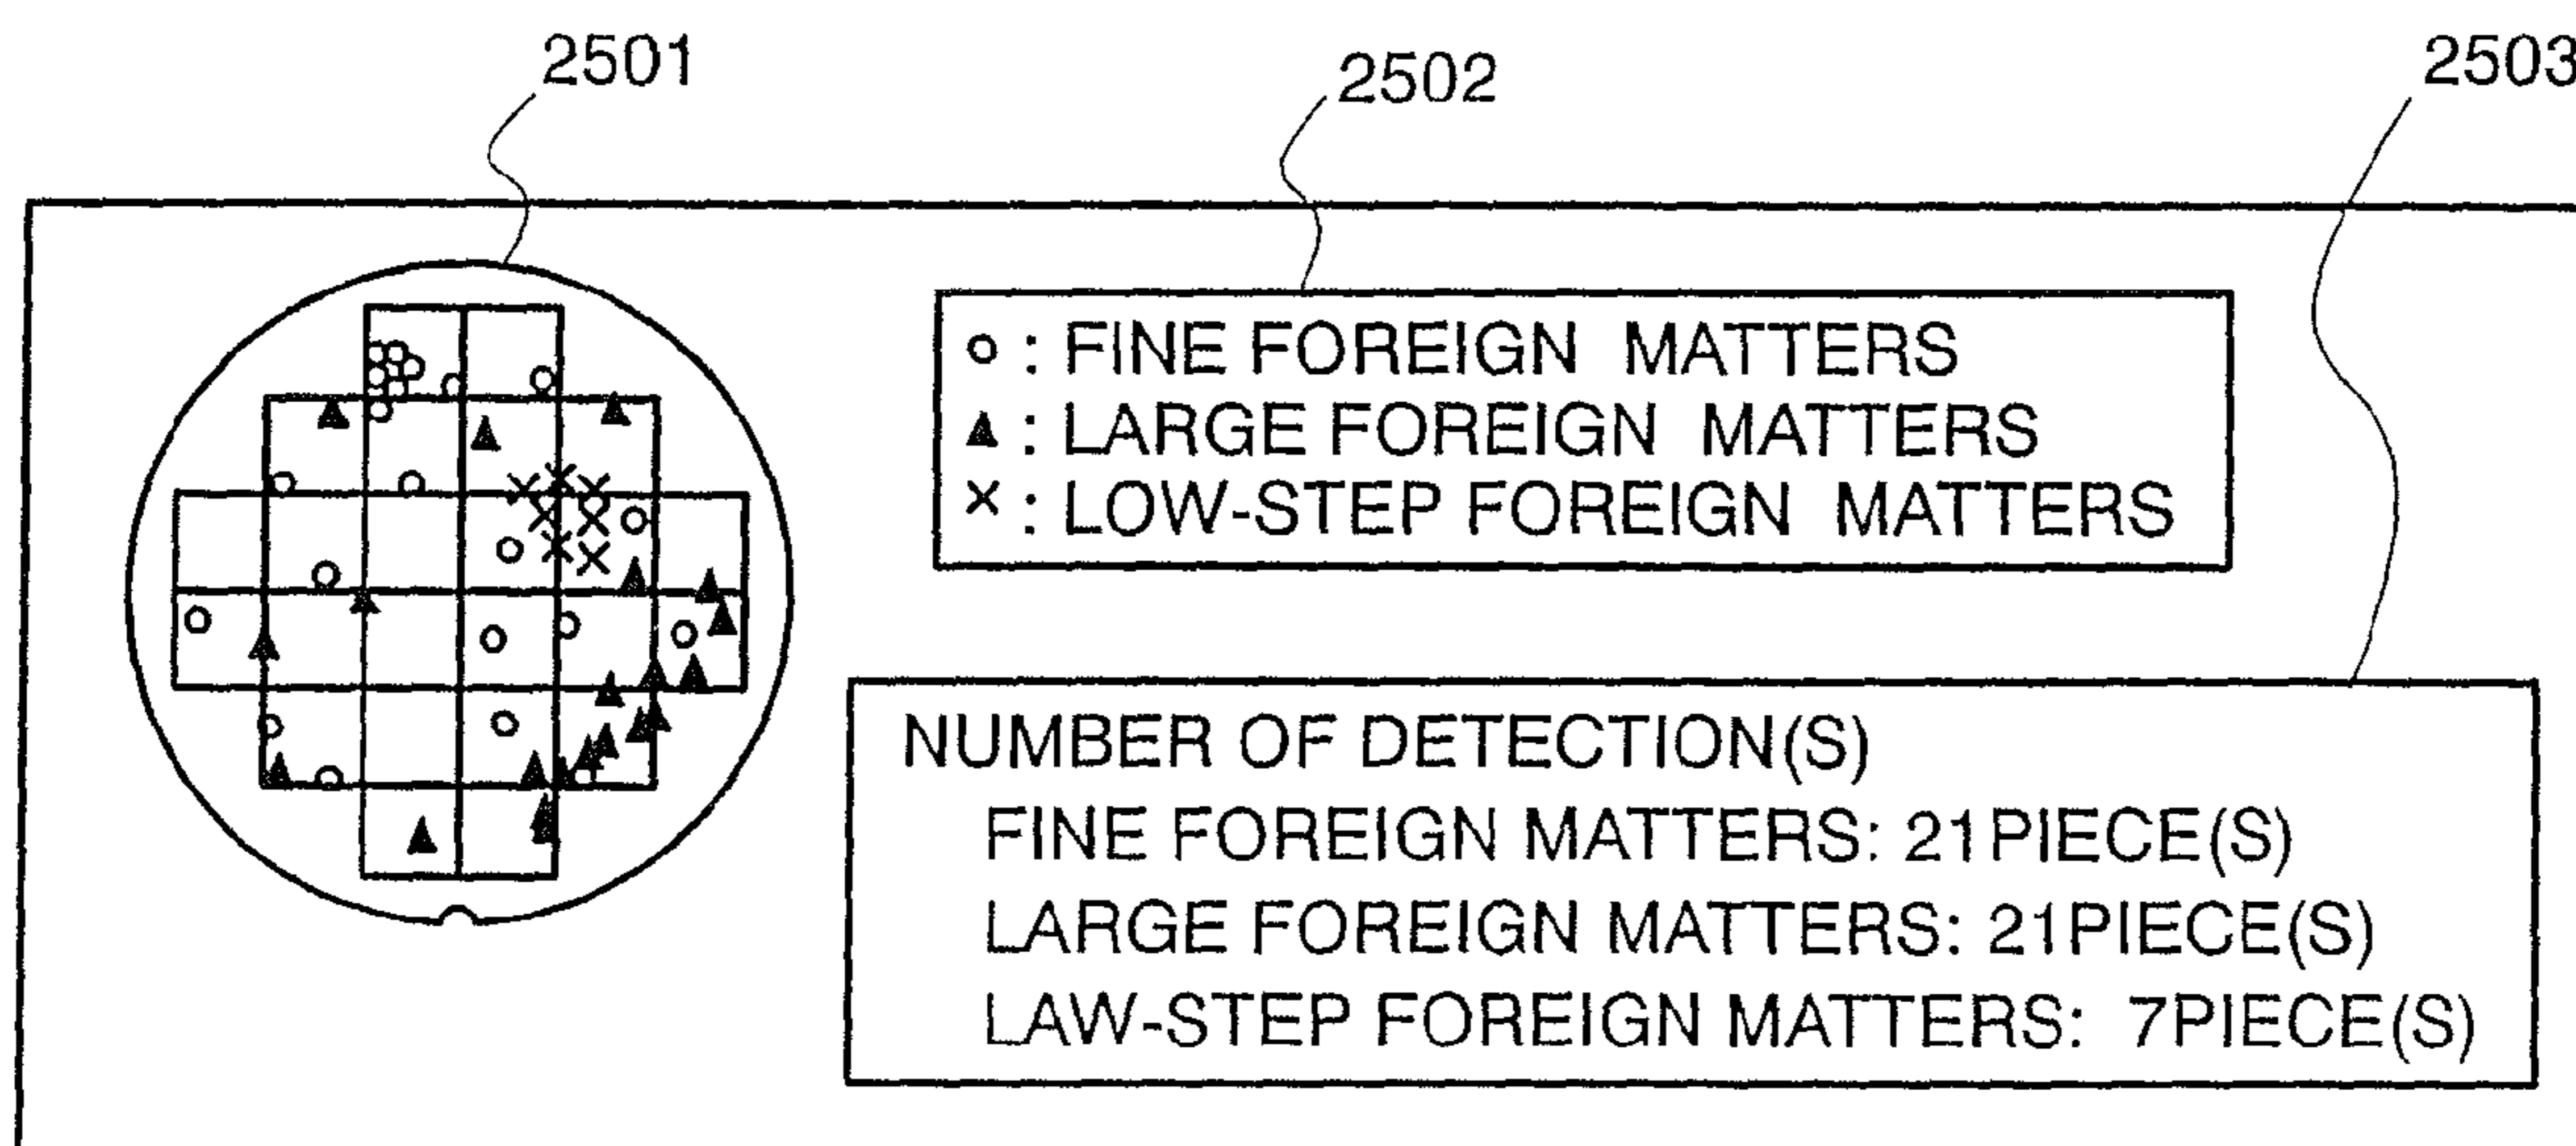 2501
2502
2503
o : FINE FOREIGN MATTERS
▲ : LARGE FOREIGN MATTERS
× : LOW-STEP FOREIGN MATTERS
NUMBER OF DETECTION(S)
FINE FOREIGN MATTERS: 21PIECE(S)
LARGE FOREIGN MATTERS: 21PIECE(S)
LAW-STEP FOREIGN MATTERS: 7PIECE(S)